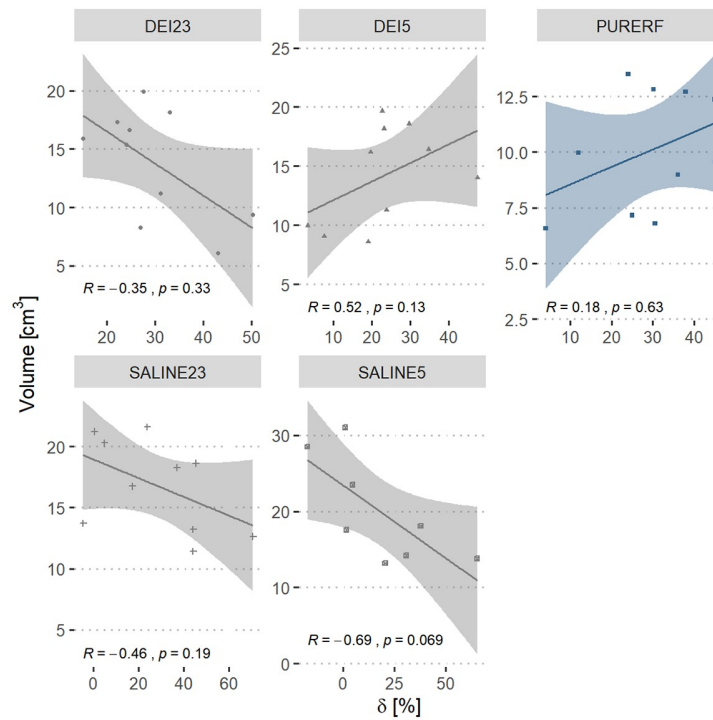 DEI23
DEI5
PURERF
20
15
10
5
R = −0.35 , p = 0.33
10 20 30 40 50
25
20
15
10
5
R = 0.52 , p = 0.13
10 20 30 40
12.5
10.0
7.5
5.0
2.5
R = 0.18 , p = 0.63
10 20 30 40
Volume [cm³]
SALINE23
SALINE5
20
15
10
5
R = −0.46 , p = 0.19
0 20 40 60
30
20
10
0
R = −0.69 , p = 0.069
0 50
δ [%]